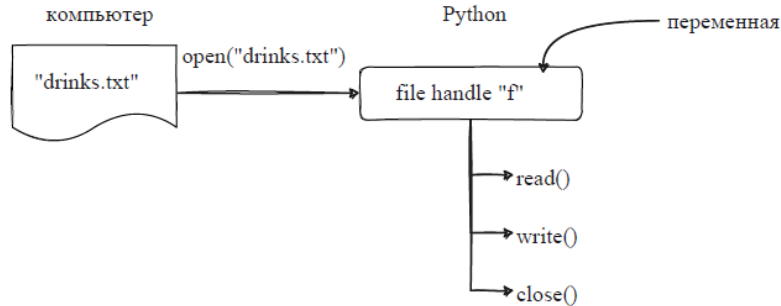 компьютер
Python
переменная
open("drinks.txt")
"drinks.txt"
file handle "f"
read()
write()
close()